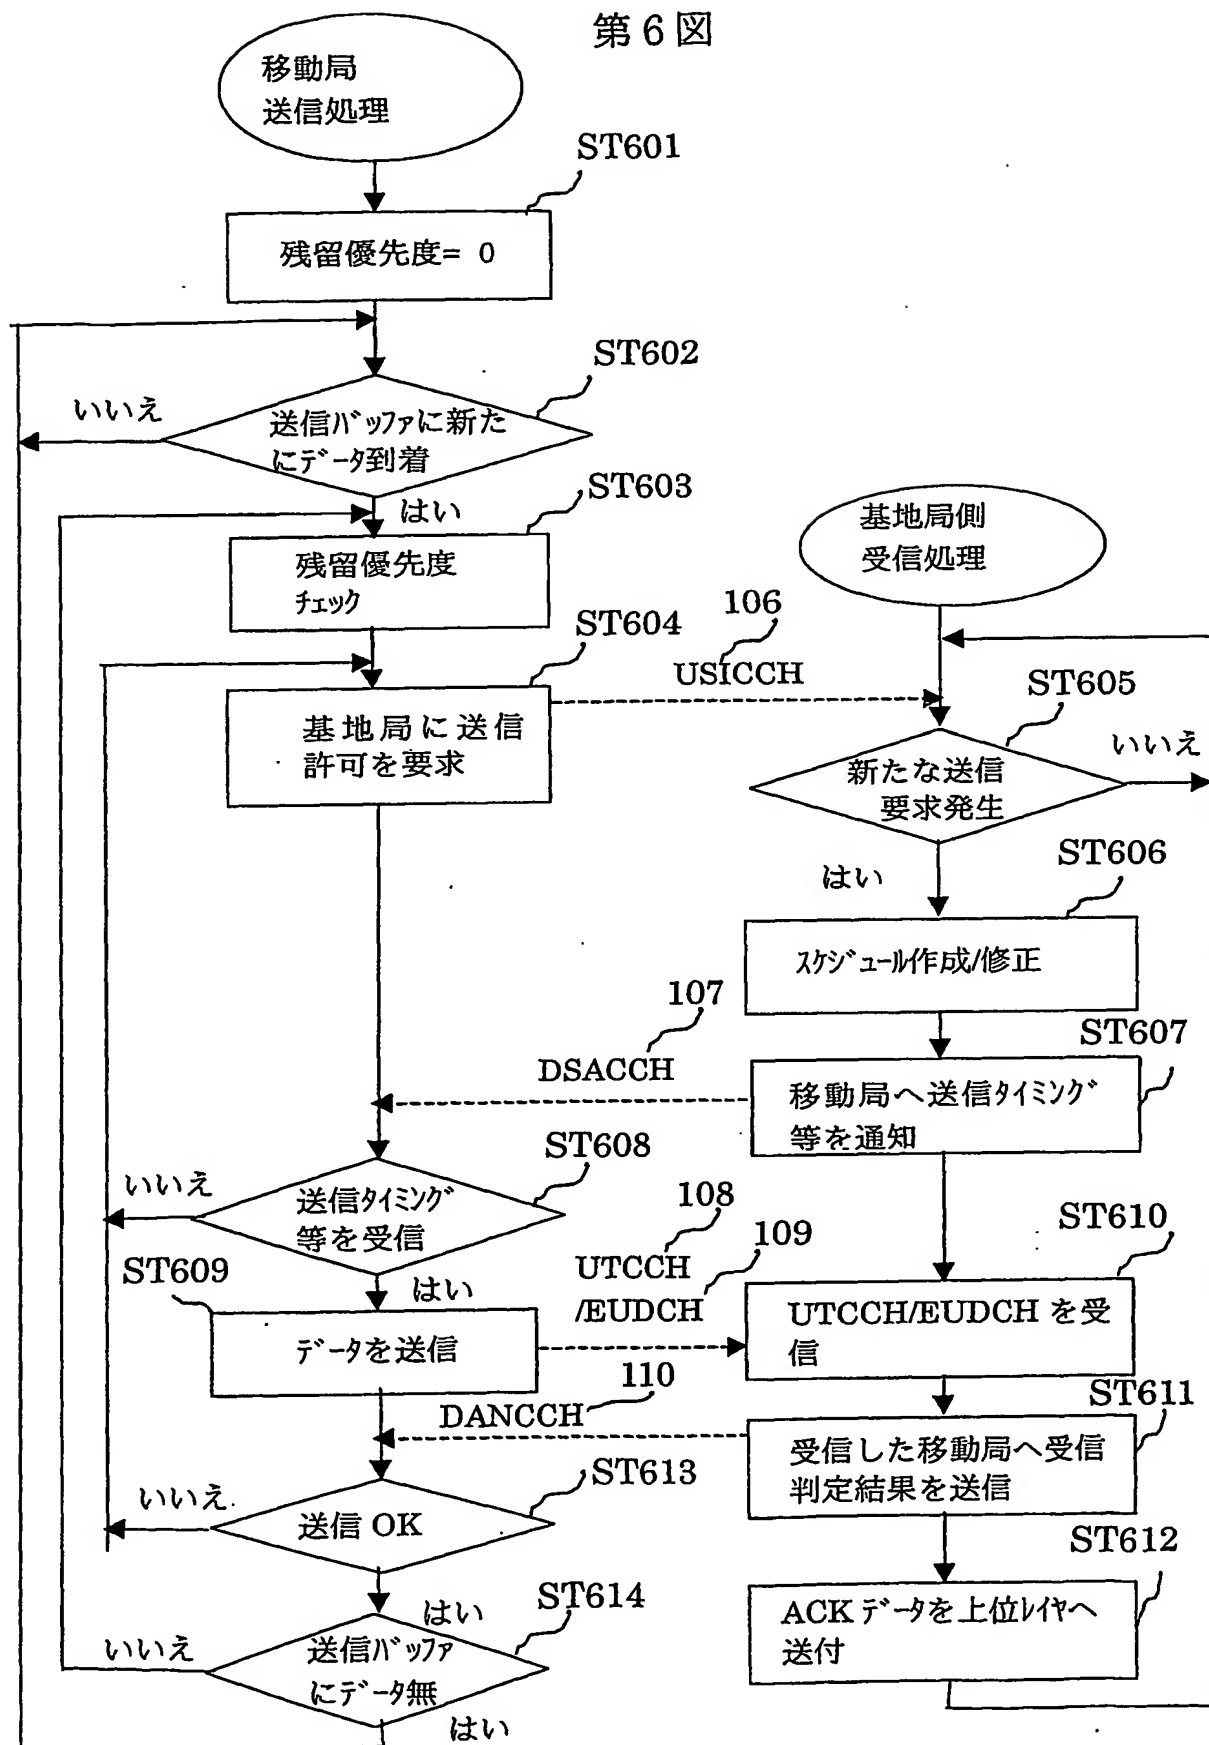 第6図
移動局
送信処理
ST601
残留優先度= 0
ST602
いいえ
送信ﾊﾞｯﾌｧに新た
にﾃﾞｰﾀ到着
はい
ST603
残留優先度
ﾁｪｯｸ
基地局側
受信処理
ST604
106
USICCH
基地局に送信
許可を要求
ST605
いいえ
新たな送信
要求発生
はい
ST606
ｽｹｼﾞｭｰﾙ作成/修正
107
DSACCH
ST607
移動局へ送信ﾀｲﾐﾝｸﾞ
等を通知
ST608
いいえ
送信ﾀｲﾐﾝｸﾞ
等を受信
はい
108
UTCCH
109
/EUDCH
ST609
ﾃﾞｰﾀを送信
ST610
UTCCH/EUDCH を受
信
110
DANCCH
ST611
受信した移動局へ受信
判定結果を送信
ST613
いいえ
送信 OK
はい
ST612
ACK ﾃﾞｰﾀを上位ﾚｲﾔへ
送付
ST614
いいえ
送信ﾊﾞｯﾌｧ
にﾃﾞｰﾀ無
はい